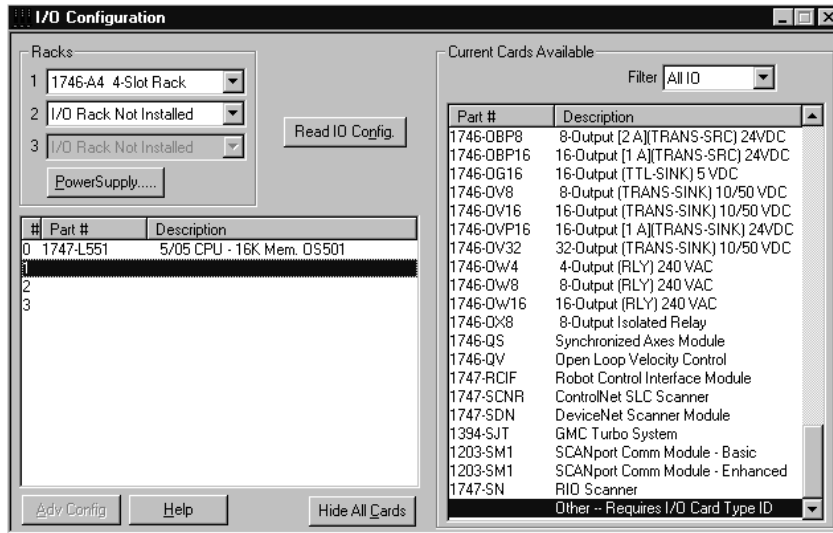 I/O Configuration
Racks
1 1746-A4 4-Slot Rack
2 I/O Rack Not Installed
3 I/O Rack Not Installed
PowerSupply.....
Read IO Config.
# Part # Description
0 1747-L551 5/05 CPU - 16K Mem. OS501
1
2
3
Adv Config
Help
Hide All Cards
Current Cards Available
Filter All IO
Part # Description
1746-OBP8 8-Output [2 A](TRANS-SRC) 24VDC
1746-OBP16 16-Output [1 A](TRANS-SRC) 24VDC
1746-OG16 16-Output (TTL-SINK) 5 VDC
1746-OV8 8-Output (TRANS-SINK) 10/50 VDC
1746-OV16 16-Output (TRANS-SINK) 10/50 VDC
1746-OVP16 16-Output [1 A](TRANS-SINK) 24VDC
1746-OV32 32-Output (TRANS-SINK) 10/50 VDC
1746-OW4 4-Output (RLY) 240 VAC
1746-OW8 8-Output (RLY) 240 VAC
1746-OW16 16-Output (RLY) 240 VAC
1746-OX8 8-Output Isolated Relay
1746-QS Synchronized Axes Module
1746-QV Open Loop Velocity Control
1747-RCIF Robot Control Interface Module
1747-SCNR ControlNet SLC Scanner
1747-SDN DeviceNet Scanner Module
1394-SJT GMC Turbo System
1203-SM1 SCANport Comm Module - Basic
1203-SM1 SCANport Comm Module - Enhanced
1747-SN RIO Scanner
Other -- Requires I/O Card Type ID